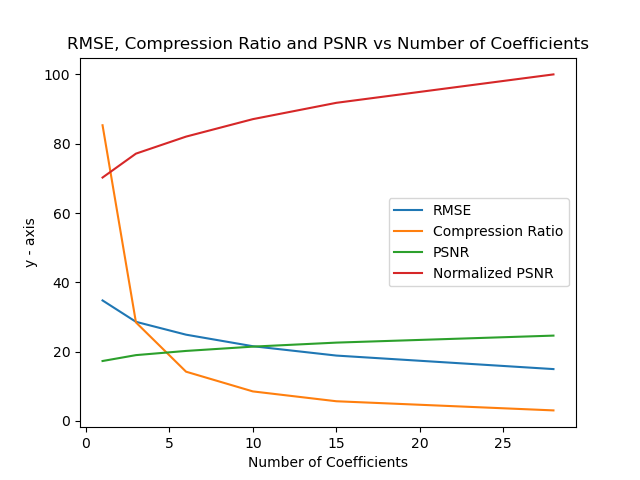 RMSE, Compression Ratio and PSNR vs Number of Coefficients
100
80
60
40
20
0
y - axis
RMSE
Compression Ratio
PSNR
Normalized PSNR
0 5 10 15 20 25
Number of Coefficients